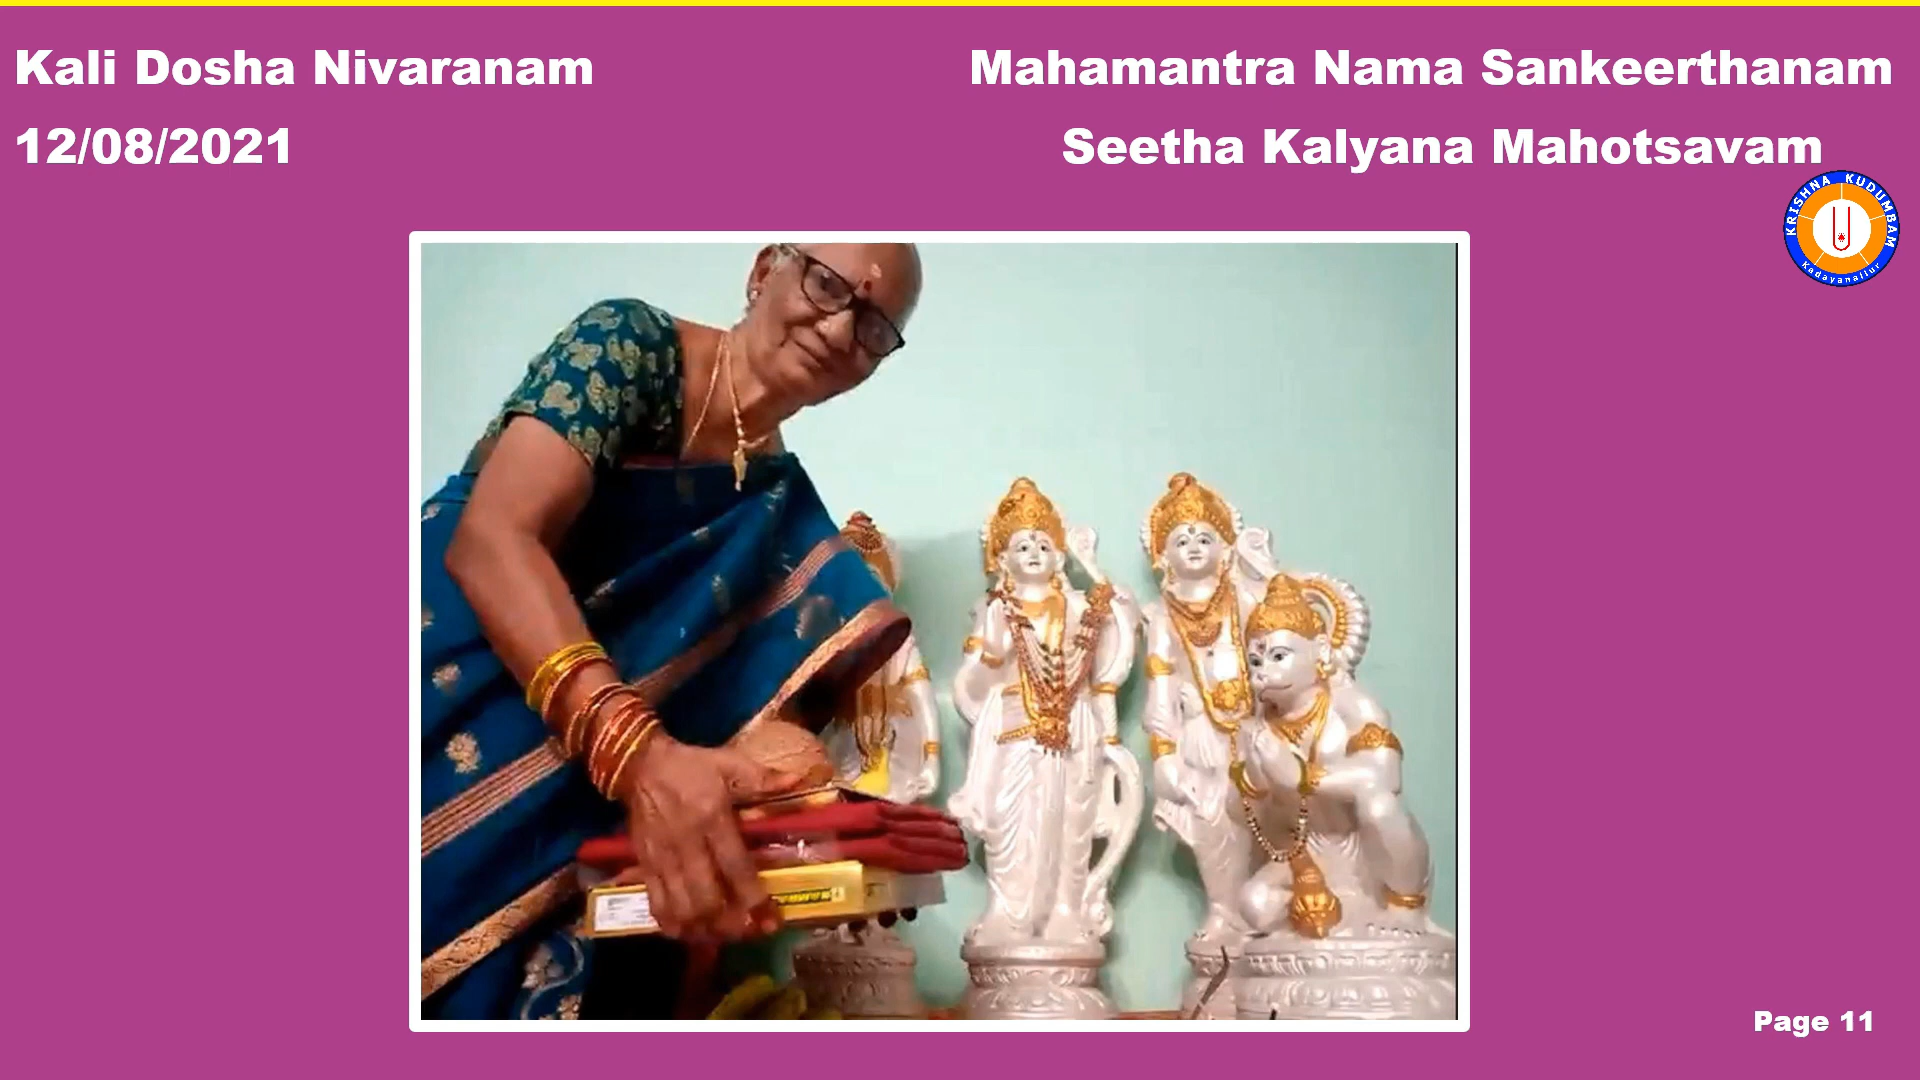 Kali Dosha Nivaranam
12/08/2021
Mahamantra Nama Sankeerthanam
Seetha Kalyana Mahotsavam
KRISHNA KUDUMBAM
Kadayanallur
Page 11